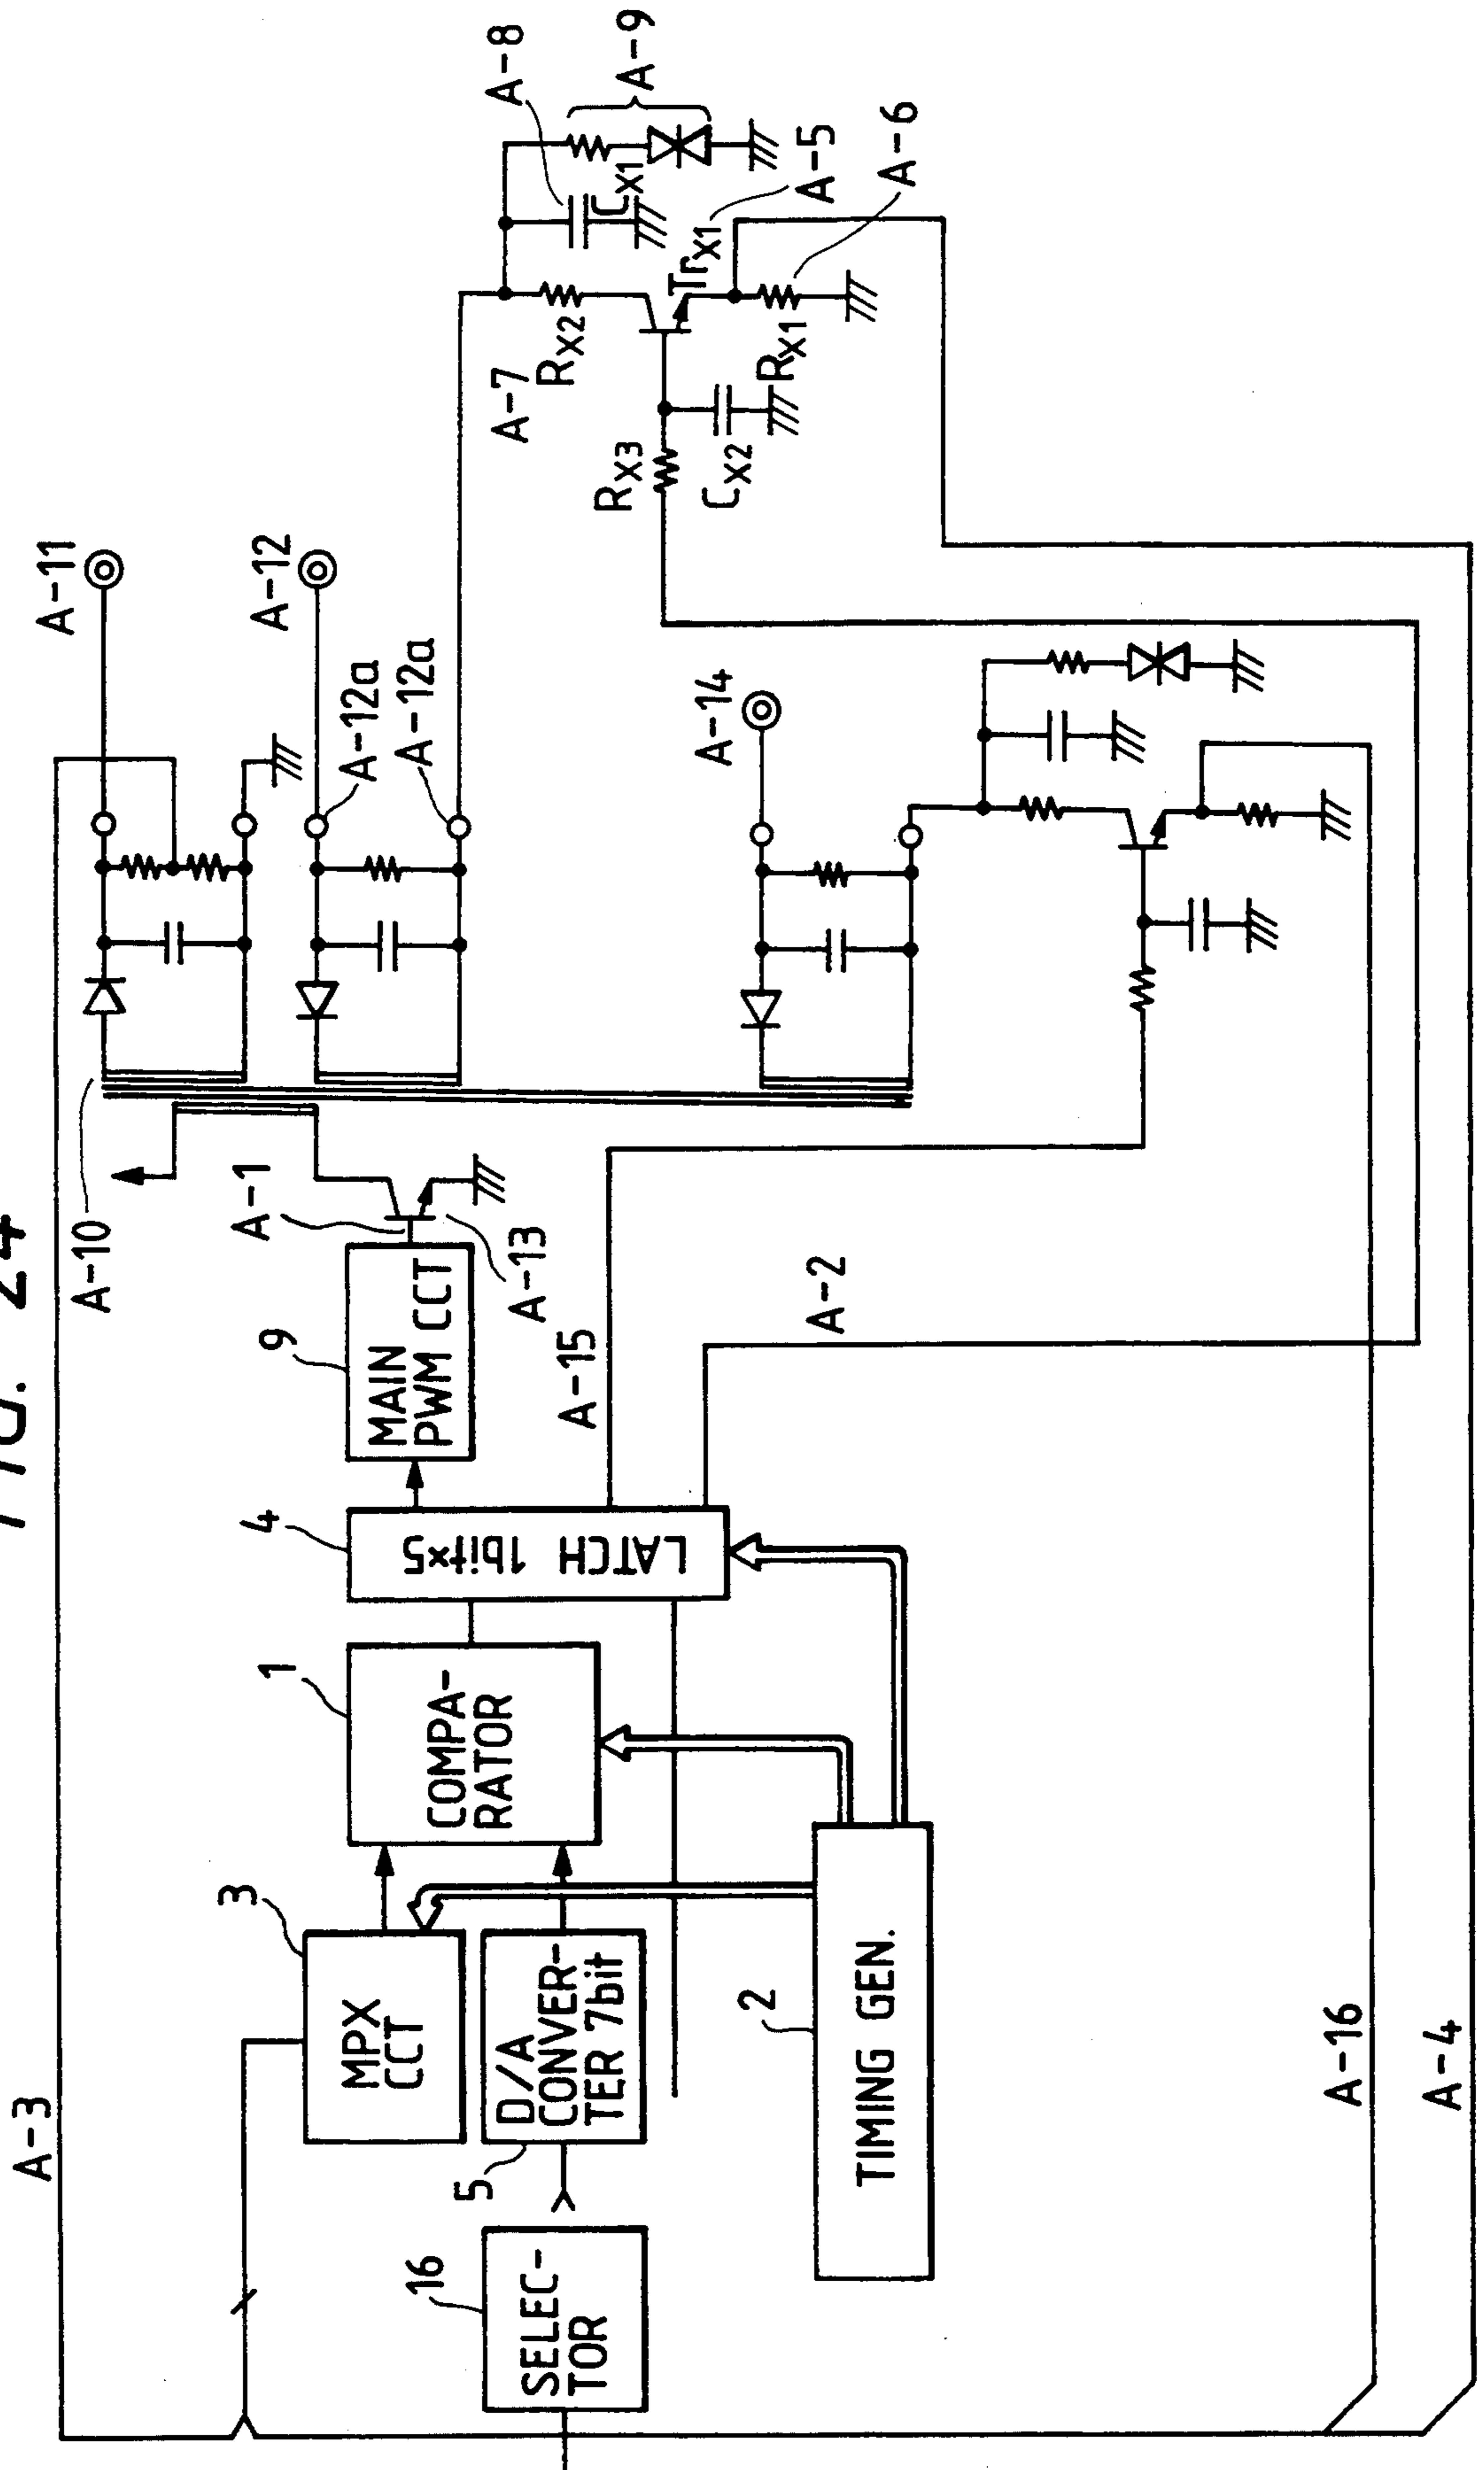 FIG. 24
A-3
A-10
A-11
A-12
A-12a
A-12a
A-14
A-8
A-9
A-7
RX2
CX1
TrX1
A-5
A-6
RX1
RX3
CX2
A-1
A-13
9
MAIN
PWM CCT
A-15
A-2
4
LATCH 1bit×5
1
COMPA-
RATOR
3
MPX
CCT
D/A
CONVER-
TER 7bit
5
2
TIMING GEN.
16
SELEC-
TOR
A-16
A-4